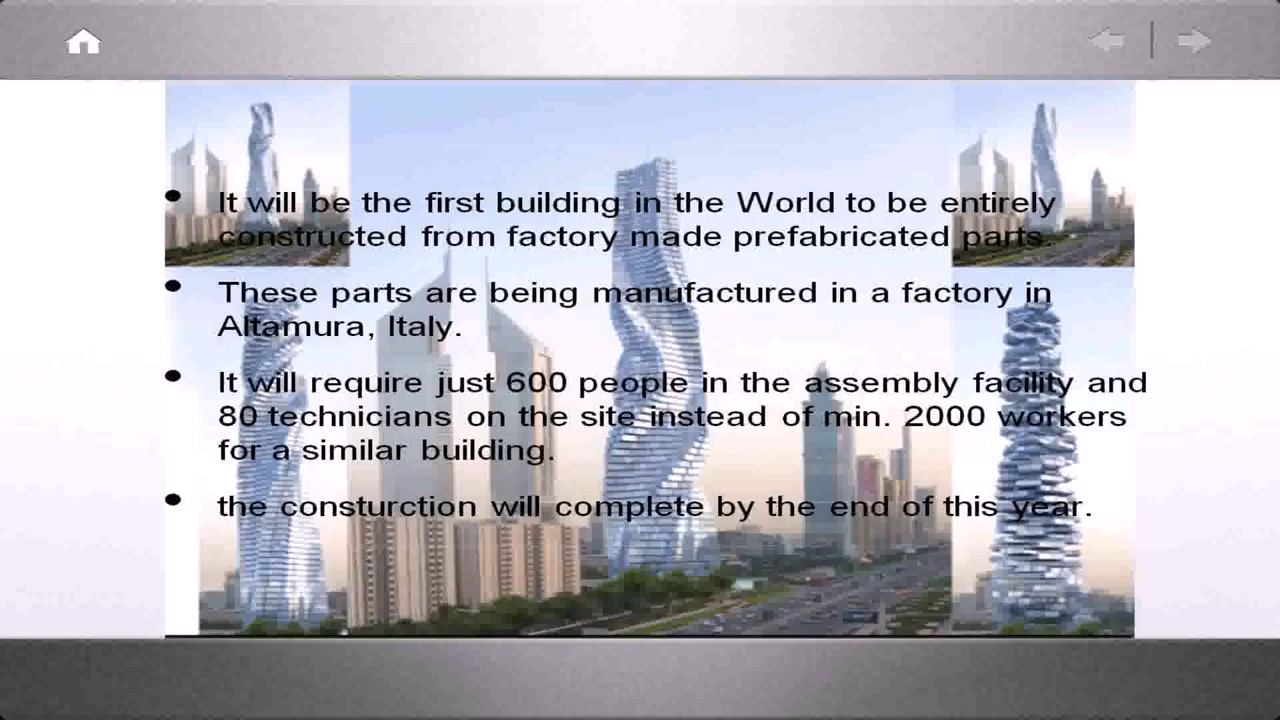 • It will be the first building in the World to be entirely
constructed from factory made prefabricated parts.
• These parts are being manufactured in a factory in
Altamura, Italy.
• It will require just 600 people in the assembly facility and
80 technicians on the site instead of min. 2000 workers
for a similar building.
• the consturction will complete by the end of this year.